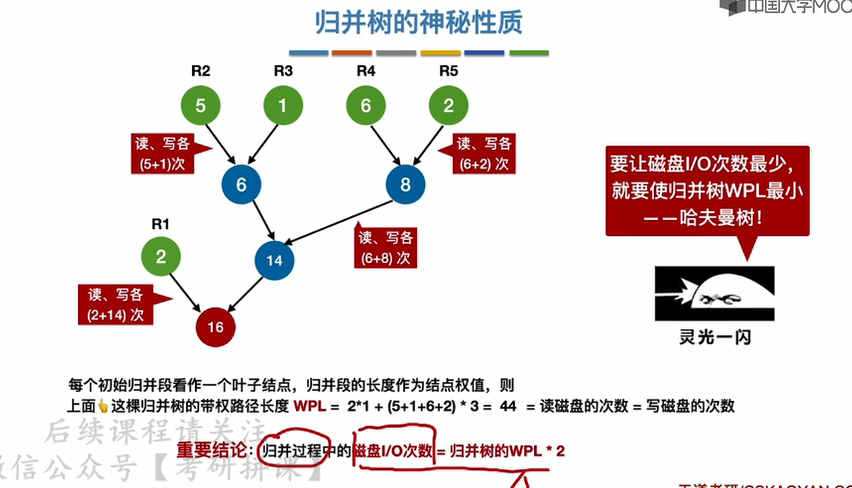 中国大学MOOC
归并树的神秘性质
R2 R3 R4 R5
5 1 6 2
读、写各
(5+1)次
读、写各
(6+2) 次
6 8
要让磁盘I/O次数最少，
就要使归并树WPL最小
——哈夫曼树！
R1
2
14
读、写各
(6+8) 次
读、写各
(2+14) 次
16
灵光一闪
每个初始归并段看作一个叶子结点，归并段的长度作为结点权值，则
上面👆这棵归并树的带权路径长度 WPL = 2*1 + (5+1+6+2) * 3 = 44 = 读磁盘的次数 = 写磁盘的次数
后续课程请关注
重要结论：归并过程中的磁盘I/O次数 = 归并树的WPL * 2
微信公众号【考研拼课】